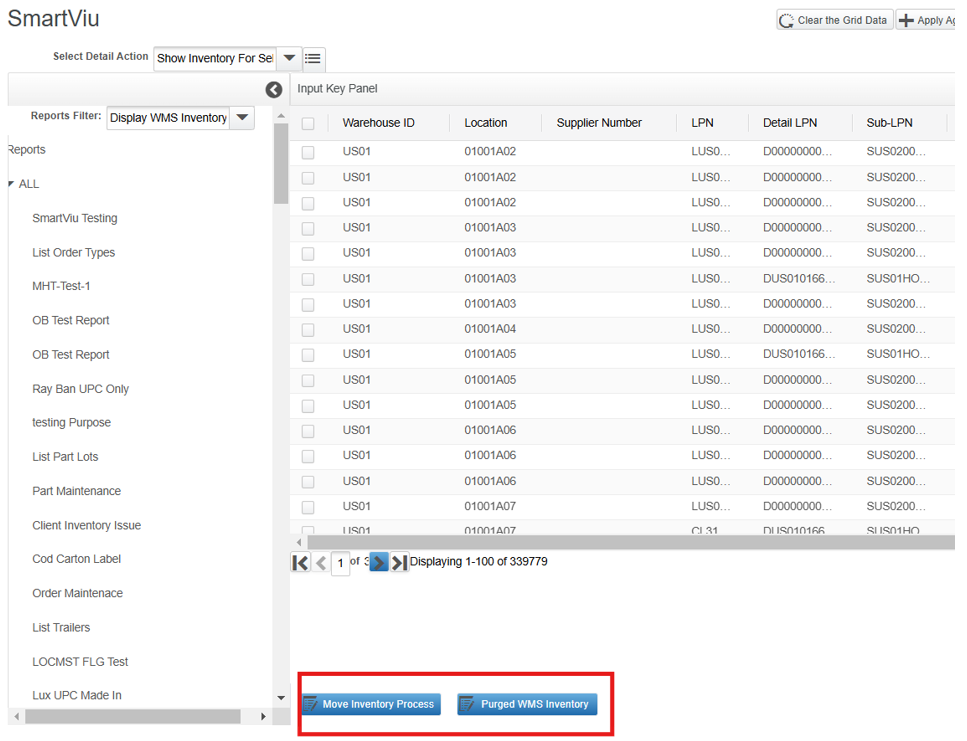 SmartViu
Clear the Grid Data
Apply Ag
Select Detail Action Show Inventory For Sel
Input Key Panel
Reports Filter: Display WMS Inventory
Reports
ALL
SmartViu Testing
List Order Types
MHT-Test-1
OB Test Report
OB Test Report
Ray Ban UPC Only
testing Purpose
List Part Lots
Part Maintenance
Client Inventory Issue
Cod Carton Label
Order Maintenace
List Trailers
LOCMST FLG Test
Lux UPC Made In
Warehouse ID Location Supplier Number LPN Detail LPN Sub-LPN
US01 01001A02 LUS0... D00000000... SUS0200...
US01 01001A02 LUS0... D00000000... SUS0200...
US01 01001A02 LUS0... D00000000... SUS0200...
US01 01001A03 LUS0... D00000000... SUS0200...
US01 01001A03 LUS0... D00000000... SUS0200...
US01 01001A03 LUS0... DUS010166... SUS01HO...
US01 01001A03 LUS0... D00000000... SUS0200...
US01 01001A04 LUS0... D00000000... SUS0200...
US01 01001A05 LUS0... DUS010166... SUS01HO...
US01 01001A05 LUS0... D00000000... SUS0200...
US01 01001A05 LUS0... D00000000... SUS0200...
US01 01001A06 LUS0... D00000000... SUS0200...
US01 01001A06 LUS0... D00000000... SUS0200...
US01 01001A06 LUS0... D00000000... SUS0200...
US01 01001A07 LUS0... D00000000... SUS0200...
US01 01001A07 CL31 DUS010166 SUS01HO
1 of 3 Displaying 1-100 of 339779
Move Inventory Process
Purged WMS Inventory